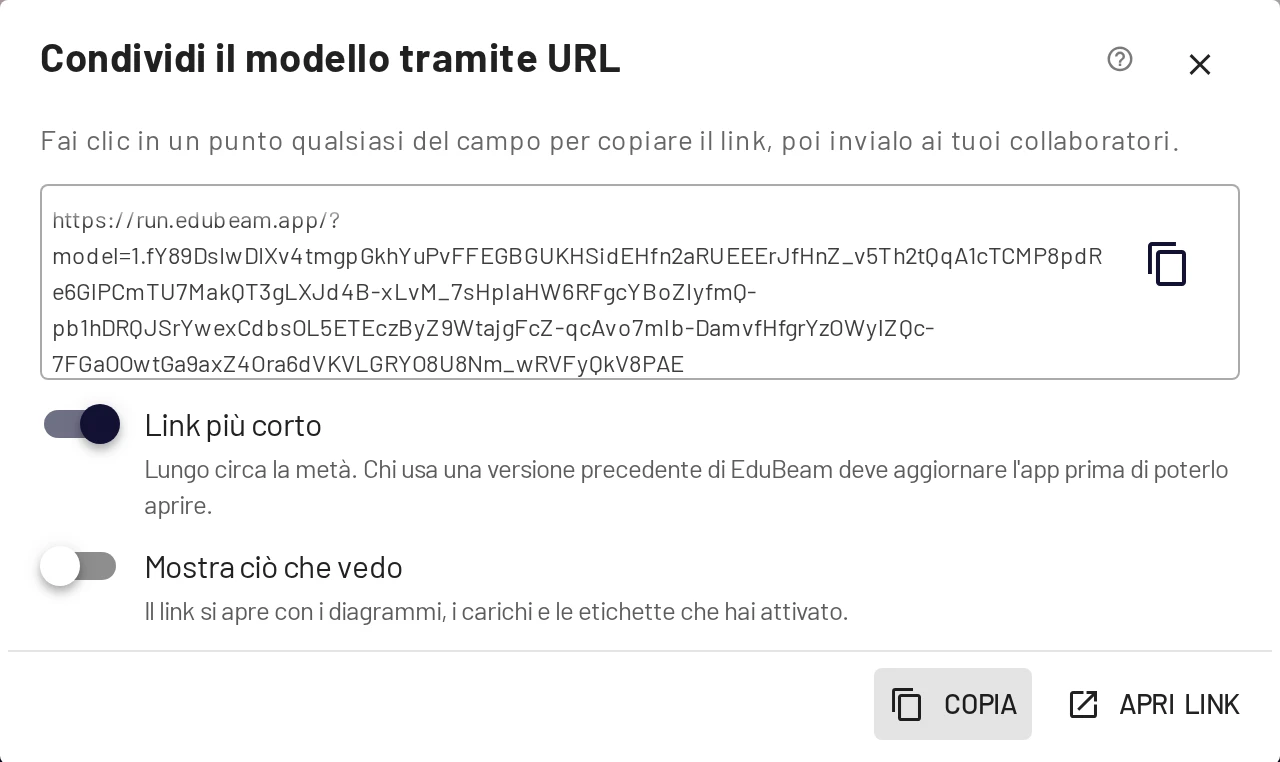 Condividi il modello tramite URL
Fai clic in un punto qualsiasi del campo per copiare il link, poi invialo ai tuoi collaboratori.
https://run.edubeam.app/?
model=1.fY89DsIwDIXv4tmgpGkhYuPvFFEGBGUKHSidEHfn2aRUEEErJfHnZ_v5Th2tQqA1cTCMP8pdR
e6GIPCmTU7MakQT3gLXJd4B-xLvM_7sHpIaHW6RFgcYBoZIyfmQ-
pb1hDRQJSrYwexCdbsOL5ETEczByZ9WtajgFcZ-qcAvo7mIb-DamvfHfgrYzOWyIZQc-
7FGaOOwtGa9axZ4Ora6dVKVLGRYO8U8Nm_wRVFyQkV8PAE
Link più corto
Lungo circa la metà. Chi usa una versione precedente di EduBeam deve aggiornare l'app prima di poterlo
aprire.
Mostra ciò che vedo
Il link si apre con i diagrammi, i carichi e le etichette che hai attivato.
COPIA
APRI LINK